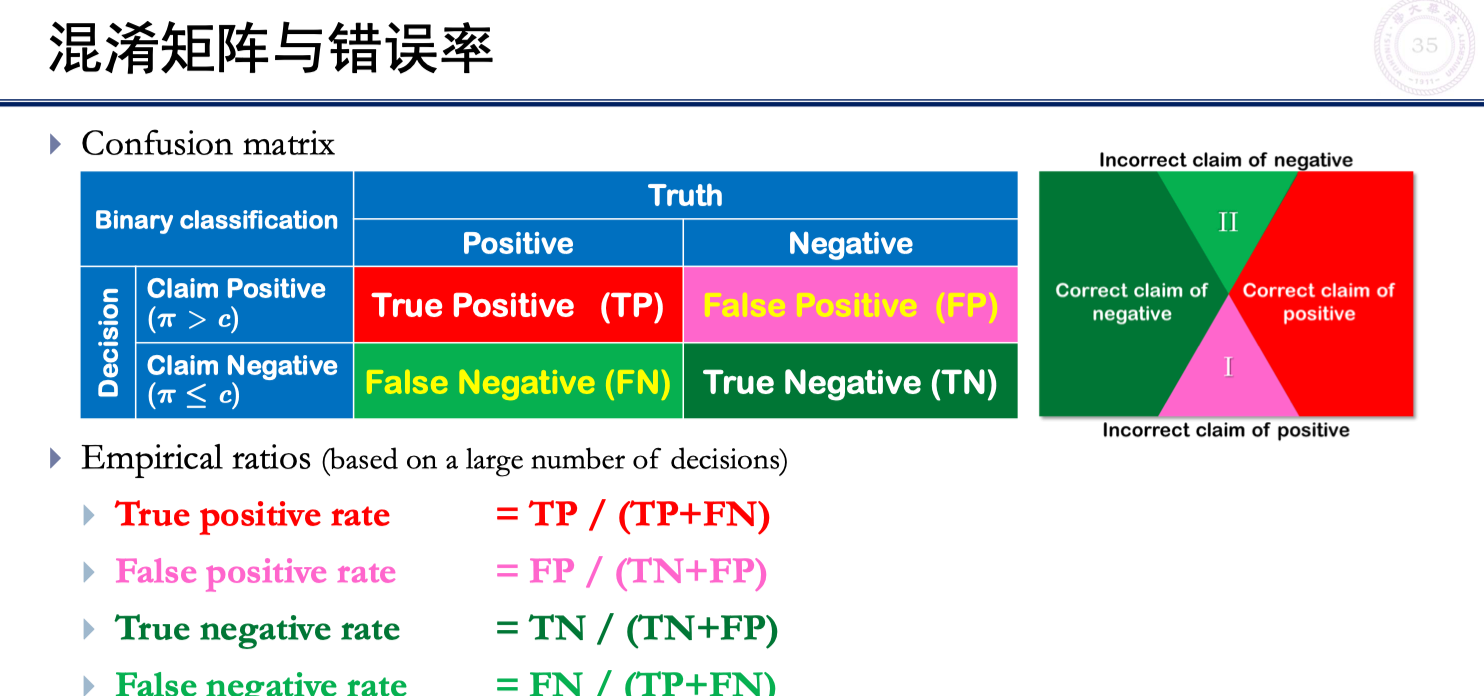 混淆矩阵与错误率
35
Confusion matrix
Binary classification
Truth
Positive
Negative
Decision
Claim Positive
(π > c)
True Positive (TP)
False Positive (FP)
Claim Negative
(π ≤ c)
False Negative (FN)
True Negative (TN)
Incorrect claim of negative
II
Correct claim of
negative
Correct claim of
positive
I
Incorrect claim of positive
Empirical ratios (based on a large number of decisions)
True positive rate = TP / (TP+FN)
False positive rate = FP / (TN+FP)
True negative rate = TN / (TN+FP)
False negative rate = FN / (TP+FN)